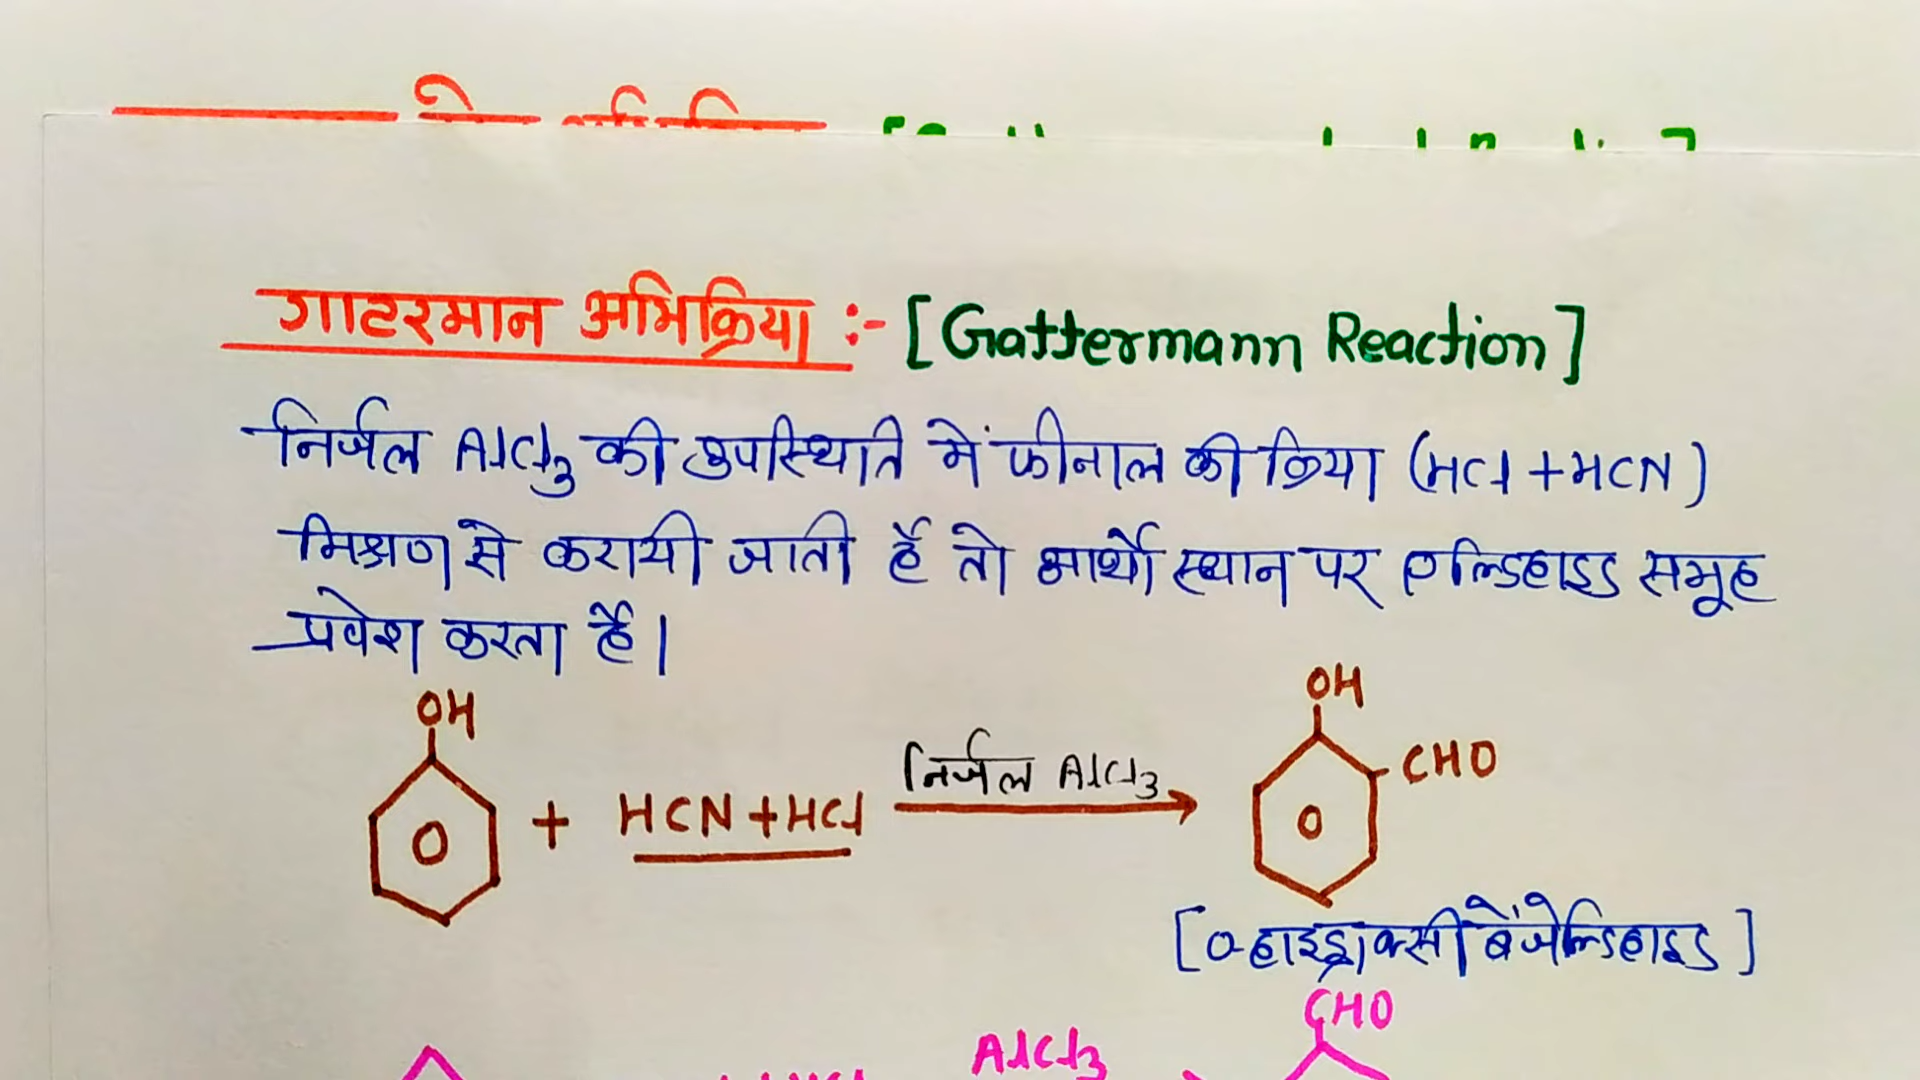 गाटरमान अभिक्रिया :- [Gattermann Reaction]
निर्जल AlCl3 की उपस्थिति में फीनाल की क्रिया (HCl + HCN)
मिश्रण से करायी जाती है तो आर्थो स्थान पर एल्डिहाइड समूह
प्रवेश करता है।
OH
+ HCN + HCl
निर्जल AlCl3
OH
CHO
[o-हाइड्राक्सी बेंजेल्डिहाइड]
CHO
AlCl3